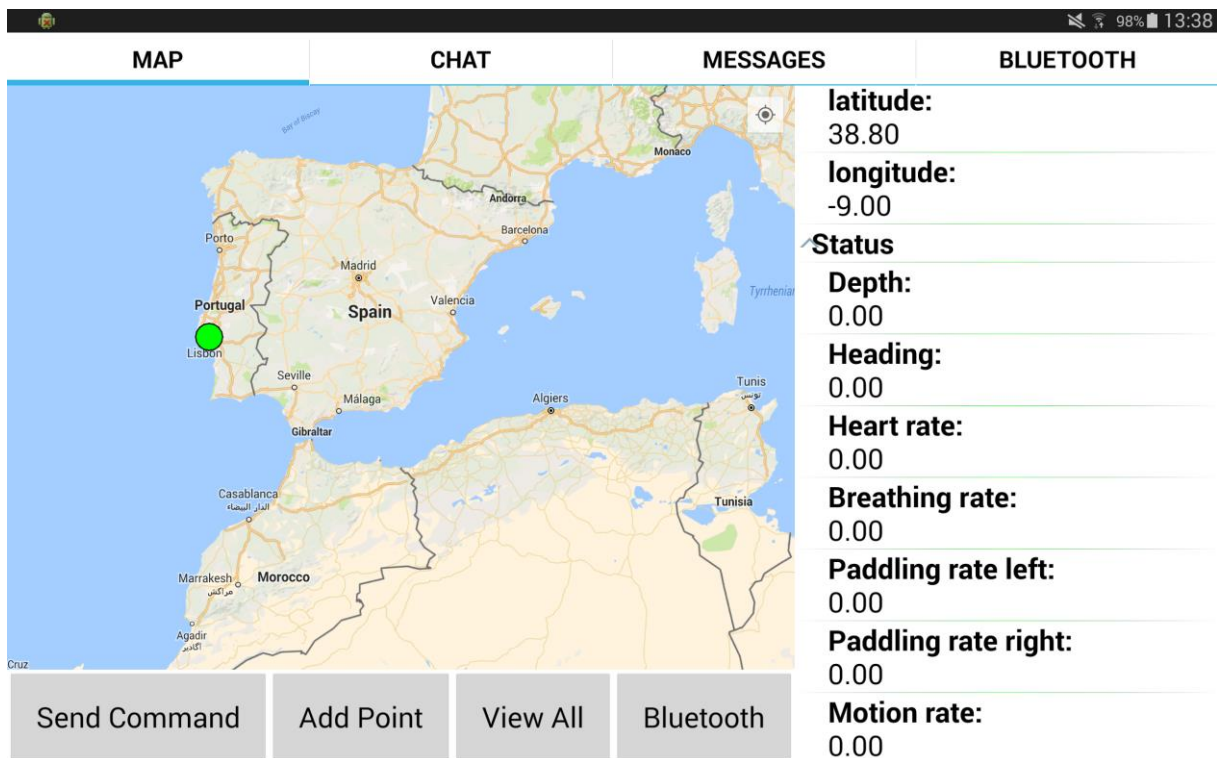 98% 13:38
MAP
CHAT
MESSAGES
BLUETOOTH
Bay of Biscay
Monaco
Andorra
Barcelona
Porto
Madrid
Portugal
Spain
Valencia
Tyrrhenian
Lisbon
Seville
Málaga
Gibraltar
Algiers
Tunis
تونس
Casablanca
الدار البيضاء
Tunisia
Marrakesh
مراكش
Morocco
Agadir
اكادير
Cruz
Send Command
Add Point
View All
Bluetooth
latitude:
38.80
longitude:
-9.00
Status
Depth:
0.00
Heading:
0.00
Heart rate:
0.00
Breathing rate:
0.00
Paddling rate left:
0.00
Paddling rate right:
0.00
Motion rate:
0.00